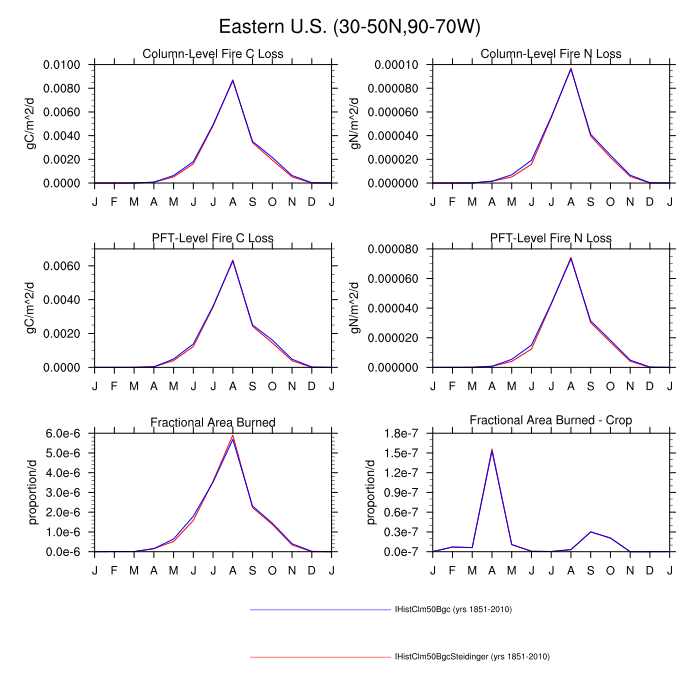 Eastern U.S. (30-50N,90-70W)
Column-Level Fire C Loss
gC/m^2/d
0.0100
0.0080
0.0060
0.0040
0.0020
0.0000
J F M A M J J A S O N D J
Column-Level Fire N Loss
gN/m^2/d
0.00010
0.000080
0.000060
0.000040
0.000020
0.000000
J F M A M J J A S O N D J
PFT-Level Fire C Loss
gC/m^2/d
0.0060
0.0040
0.0020
0.0000
J F M A M J J A S O N D J
PFT-Level Fire N Loss
gN/m^2/d
0.000080
0.000060
0.000040
0.000020
0.000000
J F M A M J J A S O N D J
Fractional Area Burned
proportion/d
6.0e-6
5.0e-6
4.0e-6
3.0e-6
2.0e-6
1.0e-6
0.0e-6
J F M A M J J A S O N D J
Fractional Area Burned - Crop
proportion/d
1.8e-7
1.5e-7
1.2e-7
0.9e-7
0.6e-7
0.3e-7
0.0e-7
J F M A M J J A S O N D J
IHistClm50Bgc (yrs 1851-2010)
IHistClm50BgcSteidinger (yrs 1851-2010)